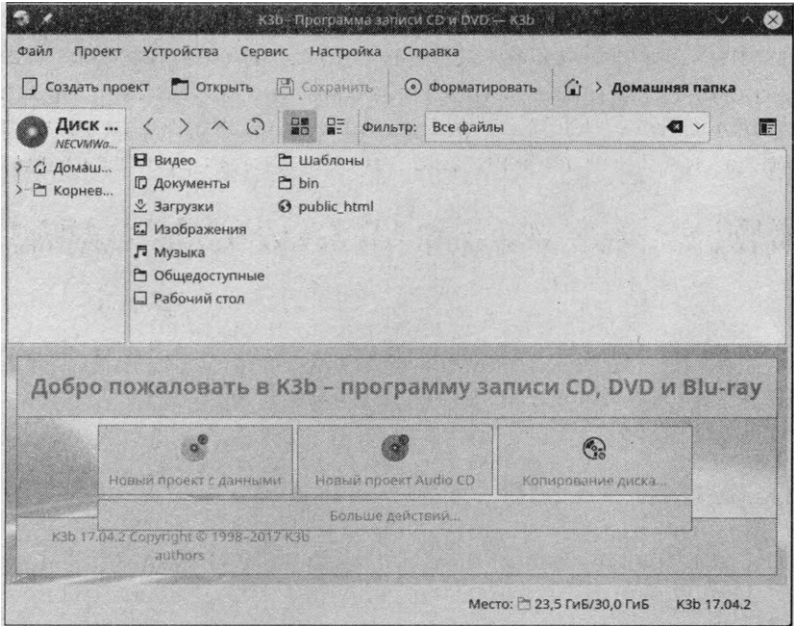 K3b - Программа записи CD и DVD — K3b
Файл Проект Устройства Сервис Настройка Справка
Создать проект Открыть Сохранить Форматировать > Домашняя папка
Диск ...
NECVMWa...
Фильтр: Все файлы
Домаш...
Корнев...
Видео Шаблоны
Документы bin
Загрузки public_html
Изображения
Музыка
Общедоступные
Рабочий стол
Добро пожаловать в K3b – программу записи CD, DVD и Blu-ray
Новый проект с данными Новый проект Audio CD Копирование диска...
Больше действий...
K3b 17.04.2 Copyright © 1998–2017 K3b
authors
Место: 23,5 ГиБ/30,0 ГиБ K3b 17.04.2